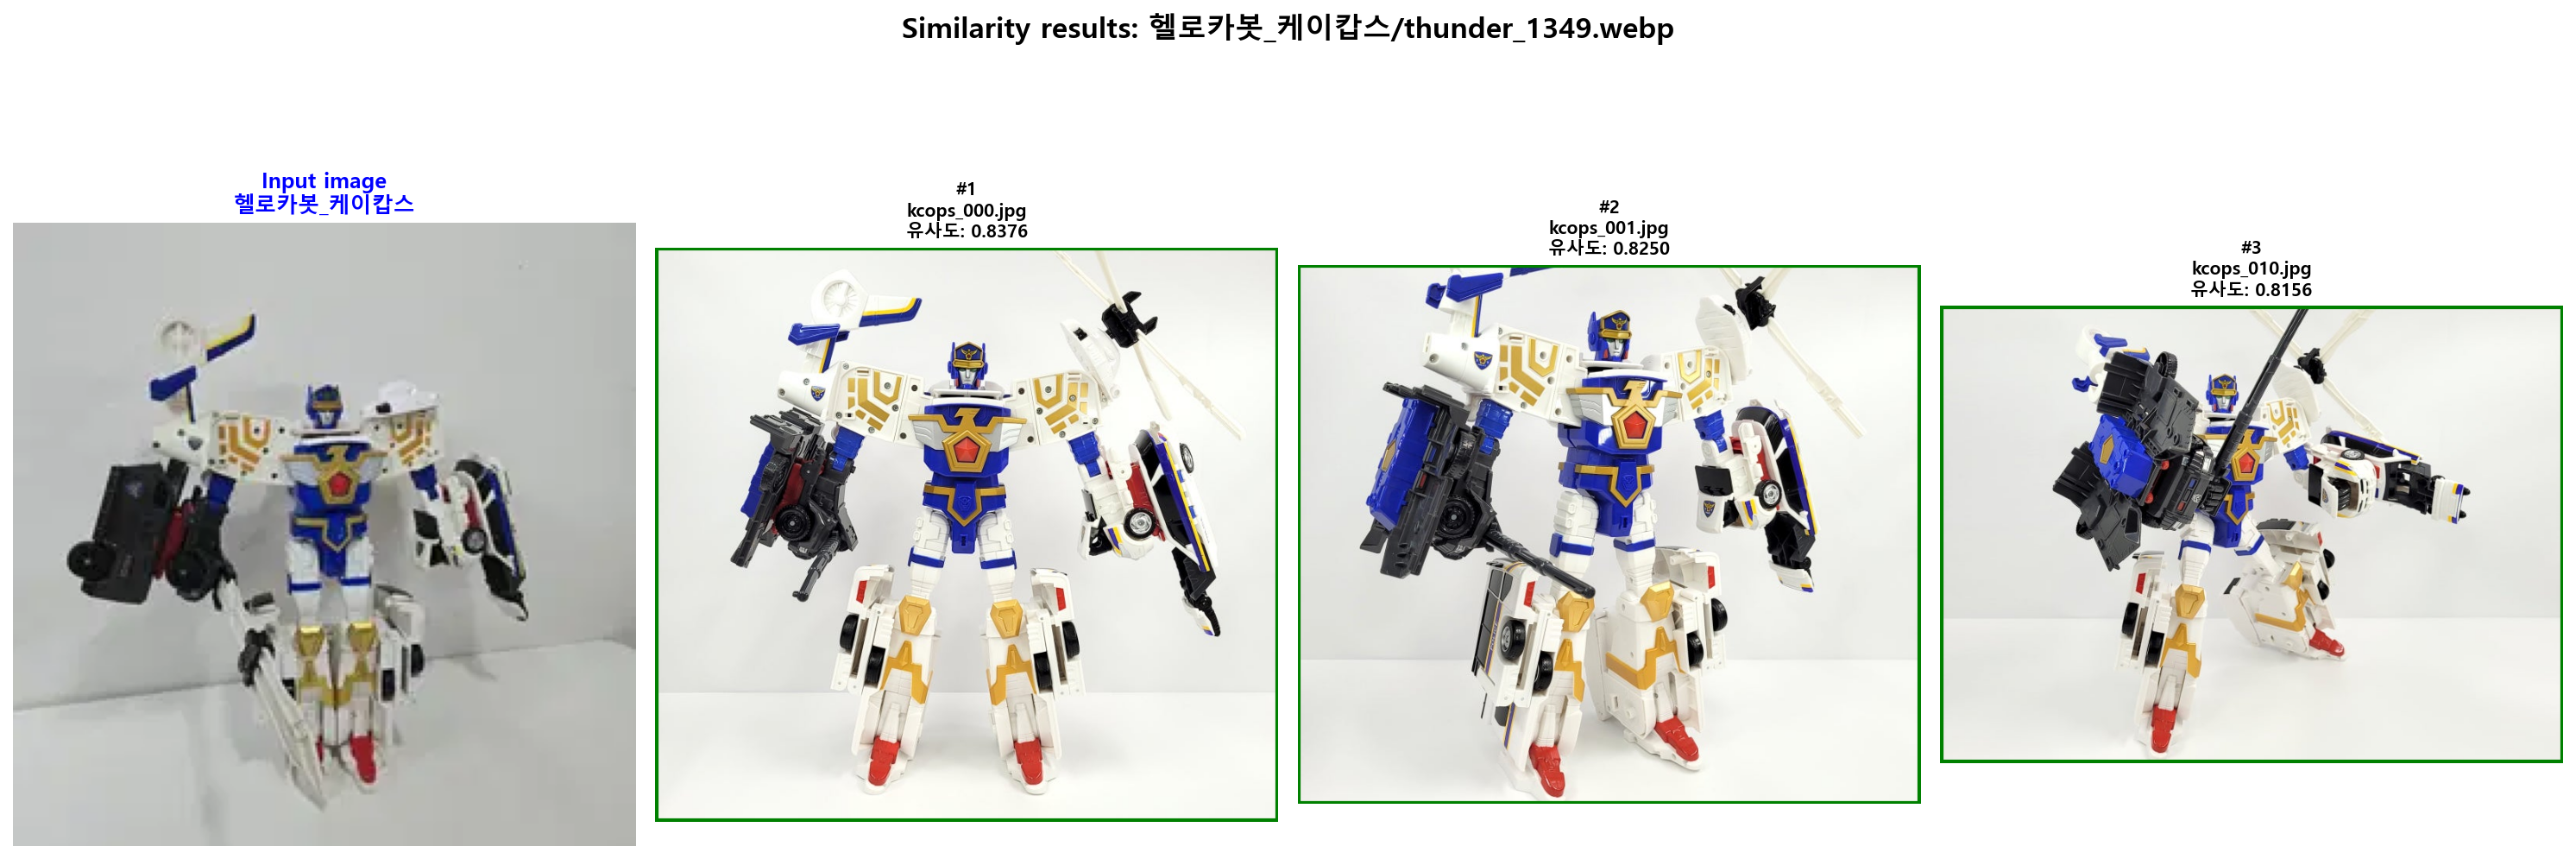 Similarity results: 헬로카봇_케이캅스/thunder_1349.webp
Input image
헬로카봇_케이캅스
#1
kcops_000.jpg
유사도: 0.8376
#2
kcops_001.jpg
유사도: 0.8250
#3
kcops_010.jpg
유사도: 0.8156